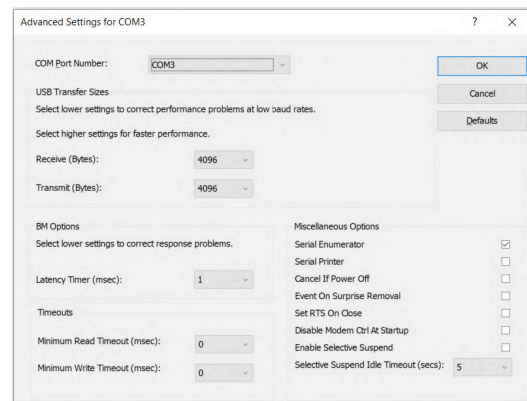 Advanced Settings for COM3
? X
COM Port Number: COM3
OK
USB Transfer Sizes
Cancel
Select lower settings to correct performance problems at low baud rates.
Defaults
Select higher settings for faster performance.
Receive (Bytes): 4096
Transmit (Bytes): 4096
BM Options
Select lower settings to correct response problems.
Latency Timer (msec): 1
Timeouts
Minimum Read Timeout (msec): 0
Minimum Write Timeout (msec): 0
Miscellaneous Options
Serial Enumerator
Serial Printer
Cancel If Power Off
Event On Surprise Removal
Set RTS On Close
Disable Modem Ctrl At Startup
Enable Selective Suspend
Selective Suspend Idle Timeout (secs): 5